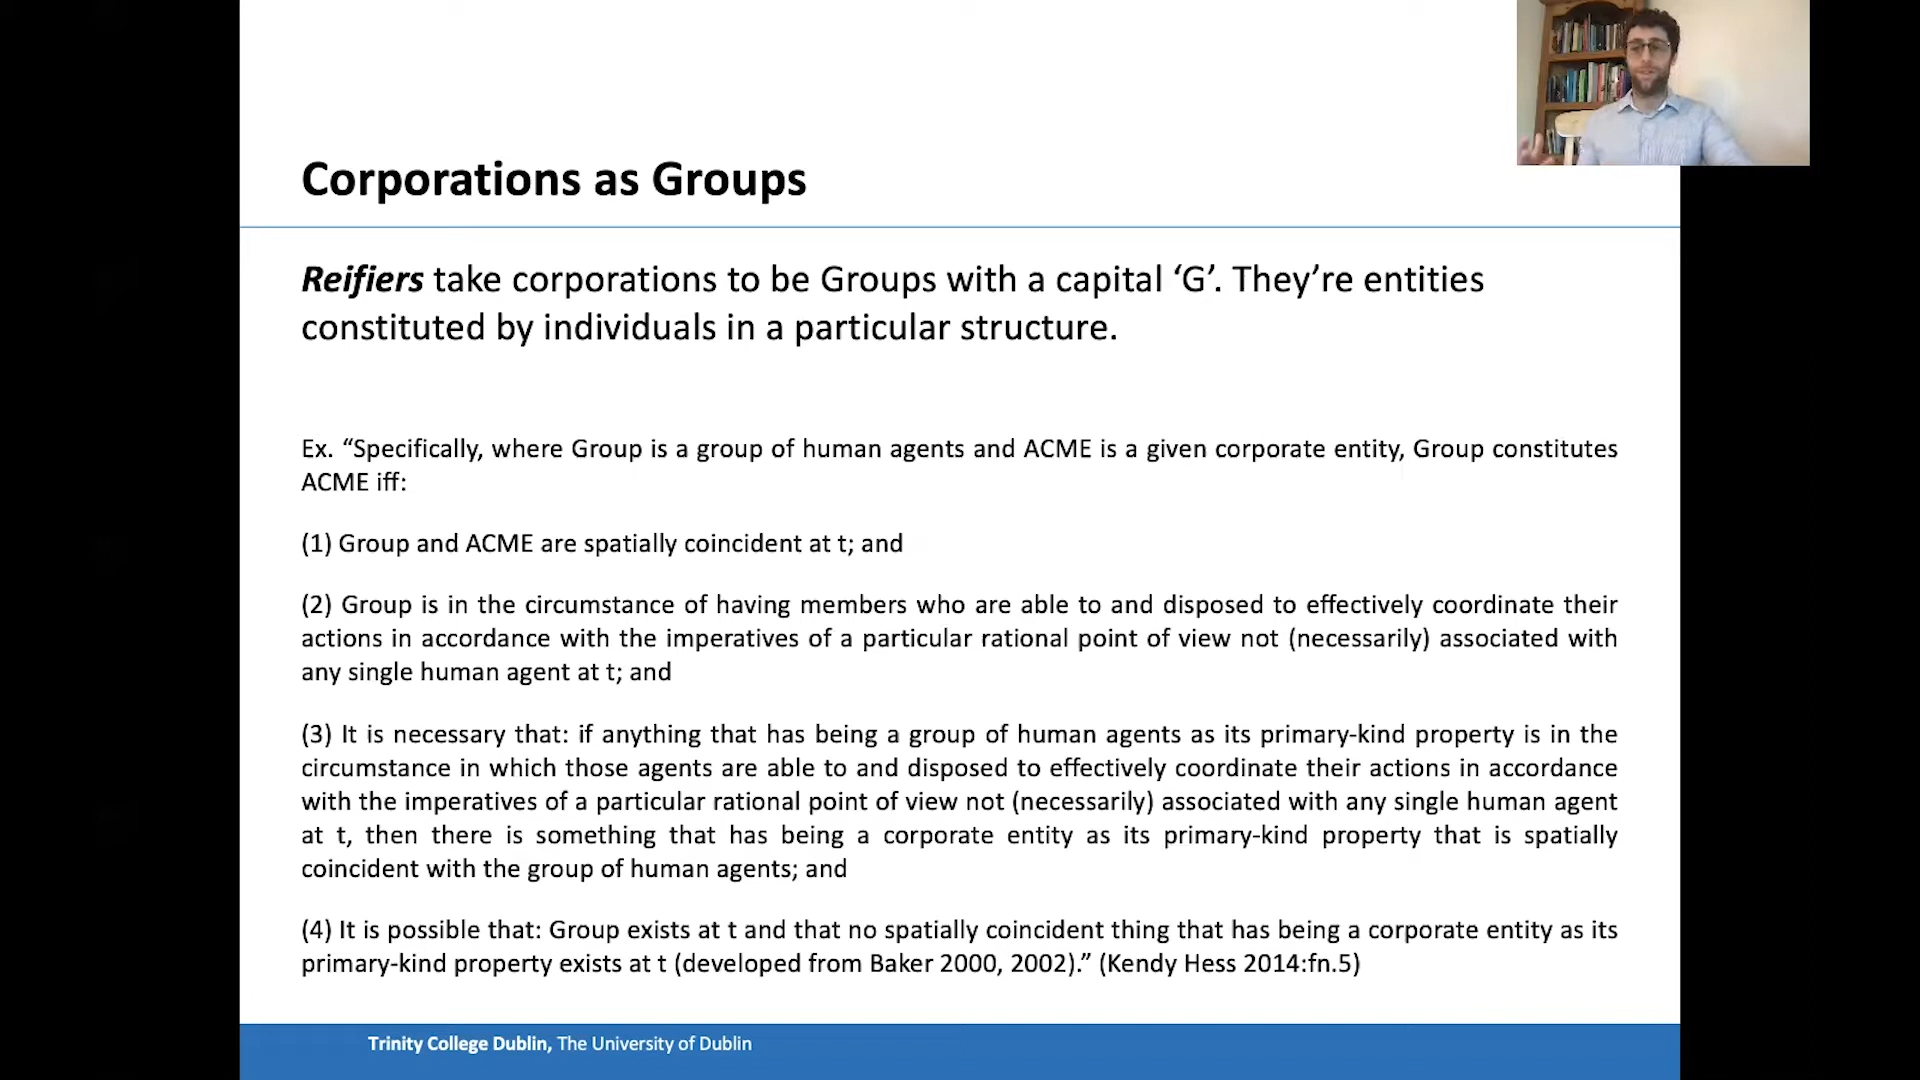 Corporations as Groups
Reifiers take corporations to be Groups with a capital ‘G’. They’re entities
constituted by individuals in a particular structure.
Ex. “Specifically, where Group is a group of human agents and ACME is a given corporate entity, Group constitutes
ACME iff:
(1) Group and ACME are spatially coincident at t; and
(2) Group is in the circumstance of having members who are able to and disposed to effectively coordinate their
actions in accordance with the imperatives of a particular rational point of view not (necessarily) associated with
any single human agent at t; and
(3) It is necessary that: if anything that has being a group of human agents as its primary-kind property is in the
circumstance in which those agents are able to and disposed to effectively coordinate their actions in accordance
with the imperatives of a particular rational point of view not (necessarily) associated with any single human agent
at t, then there is something that has being a corporate entity as its primary-kind property that is spatially
coincident with the group of human agents; and
(4) It is possible that: Group exists at t and that no spatially coincident thing that has being a corporate entity as its
primary-kind property exists at t (developed from Baker 2000, 2002).” (Kendy Hess 2014:fn.5)
Trinity College Dublin, The University of Dublin